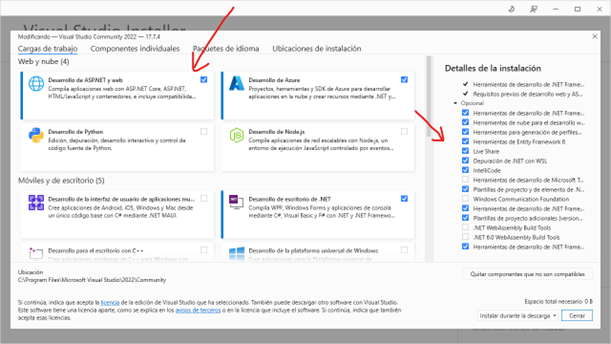 Visual Studio Installer
Modificando — Visual Studio Community 2022 — 17.7.4
Cargas de trabajo Componentes individuales Paquetes de idioma Ubicaciones de instalación
Web y nube (4)
Desarrollo de ASP.NET y web
Compila aplicaciones web con ASP.NET Core, ASP.NET,
HTML/JavaScript y contenedores, e incluye compatibilida...
Desarrollo de Azure
Proyectos, herramientas y SDK de Azure para desarrollar
aplicaciones en la nube y crear recursos mediante .NET y...
Desarrollo de Python
Edición, depuración, desarrollo interactivo y control de
código fuente de Python.
Desarrollo de Node.js
Compile aplicaciones de red escalables con Node.js, un
entorno de ejecución JavaScript controlado por eventos...
Móviles y de escritorio (5)
Desarrollo de la interfaz de usuario de aplicaciones mu...
Cree aplicaciones de Android, iOS, Windows y Mac desde
un único código base con C# mediante .NET MAUI.
Desarrollo de escritorio de .NET
Compila WPF, Windows Forms y aplicaciones de consola
mediante C#, Visual Basic y F# con .NET y .NET Framewo...
Desarrollo para el escritorio con C++
Desarrollo de la plataforma universal de Windows
Detalles de la instalación
Herramientas de desarrollo de .NET Frame...
Requisitos previos de desarrollo web y AS...
Opcional
Herramientas de desarrollo de .NET Frame...
Herramientas de nube para el desarrollo w...
Herramientas para generación de perfiles...
Herramientas de Entity Framework 6
Live Share
Depuración de .NET con WSL
IntelliCode
Herramientas de desarrollo de Microsoft T...
Plantillas de proyecto y de elemento de .N...
Windows Communication Foundation
Herramientas de desarrollo de .NET Frame...
Plantillas de proyecto adicionales (version...
.NET WebAssembly Build Tools
.NET 6.0 WebAssembly Build Tools
Herramientas de desarrollo de .NET Frame...
Ubicación
C:\Program Files\Microsoft Visual Studio\2022\Community
Quitar componentes que no son compatibles
Si continúa, indica que acepta la licencia de la edición de Visual Studio que ha seleccionado. También puede descargar otro software con Visual Studio.
Este software tiene una licencia aparte, como se explica en los avisos de terceros o en la licencia que incluye el software. Si continúa, indica también que
acepta esas licencias.
Espacio total necesario 0 B
Instalar durante la descarga
Cerrar